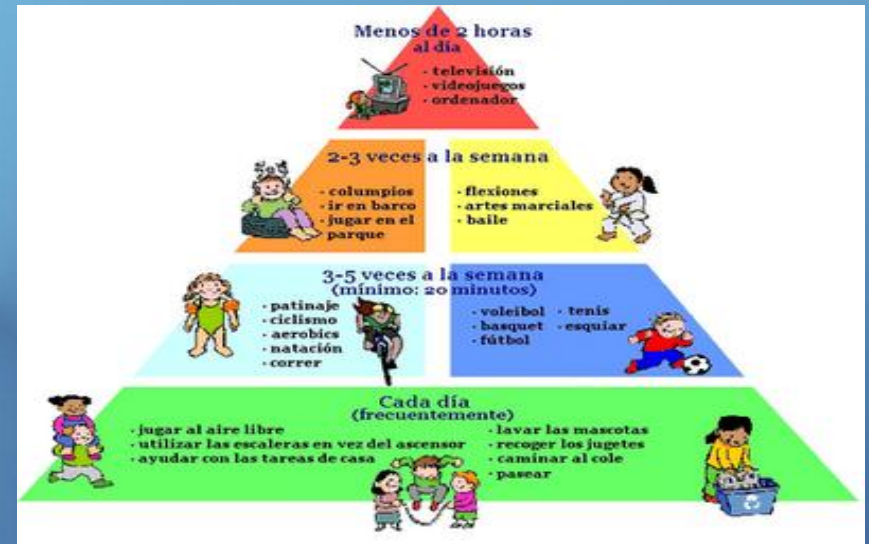 Menos de 2 horas
al día
- televisión
- videojuegos
- ordenador
2-3 veces a la semana
- columpios
- ir en barco
- jugar en el
parque
- flexiones
- artes marciales
- baile
3-5 veces a la semana
(mínimo: 20 minutos)
- patinaje
- ciclismo
- aerobics
- natación
- correr
- voleibol - tenis
- basquet - esquiar
- fútbol
Cada día
(frecuentemente)
- jugar al aire libre
- utilizar las escaleras en vez del ascensor
- ayudar con las tareas de casa
- lavar las mascotas
- recoger los jugetes
- caminar al cole
- pasear